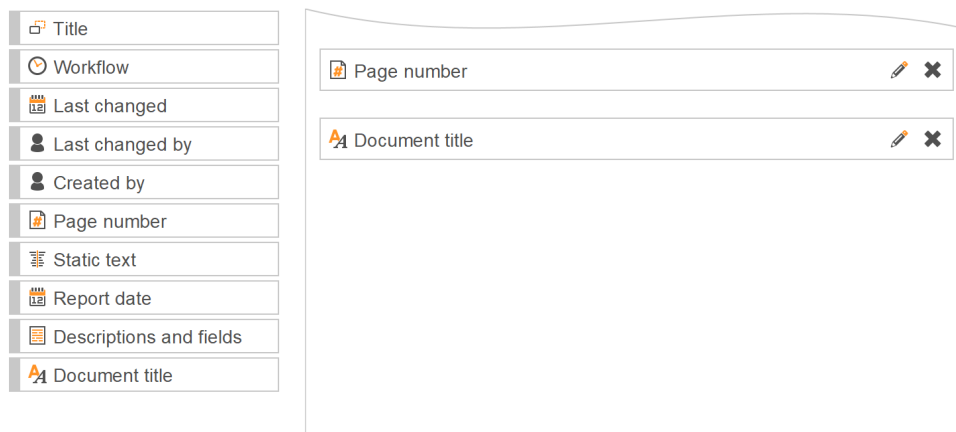 Title
Workflow
Last changed
Last changed by
Created by
Page number
Static text
Report date
Descriptions and fields
Document title
Page number
Document title